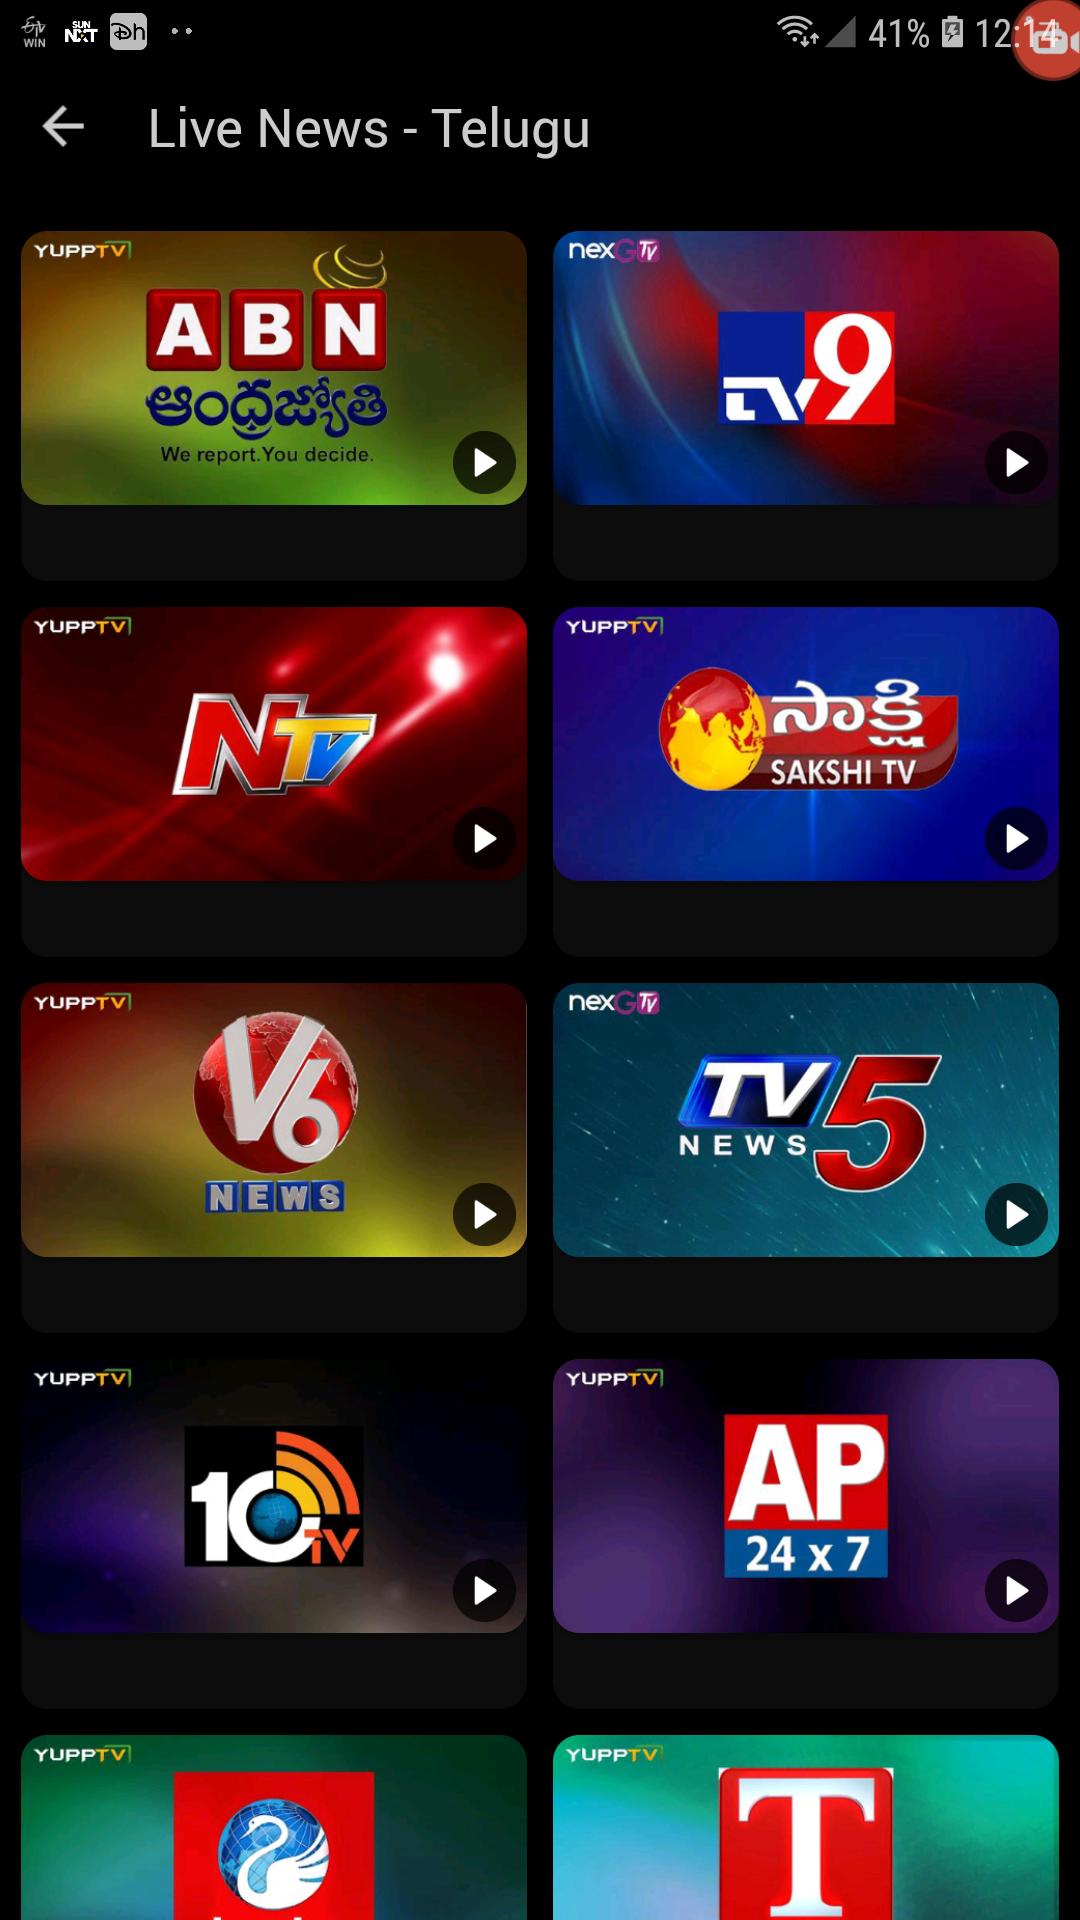 WIN SUN NXT Dh 41% 12:14
Live News - Telugu
YUPPTV
ABN
ఆంధ్రజ్యోతి
We report.You decide.
nexGTv
TV9
YUPPTV
NTV
YUPPTV
సాక్షి
SAKSHI TV
YUPPTV
V6
NEWS
nexGTv
TV5
NEWS
YUPPTV
10TV
YUPPTV
AP
24 x 7
YUPPTV
YUPPTV
T